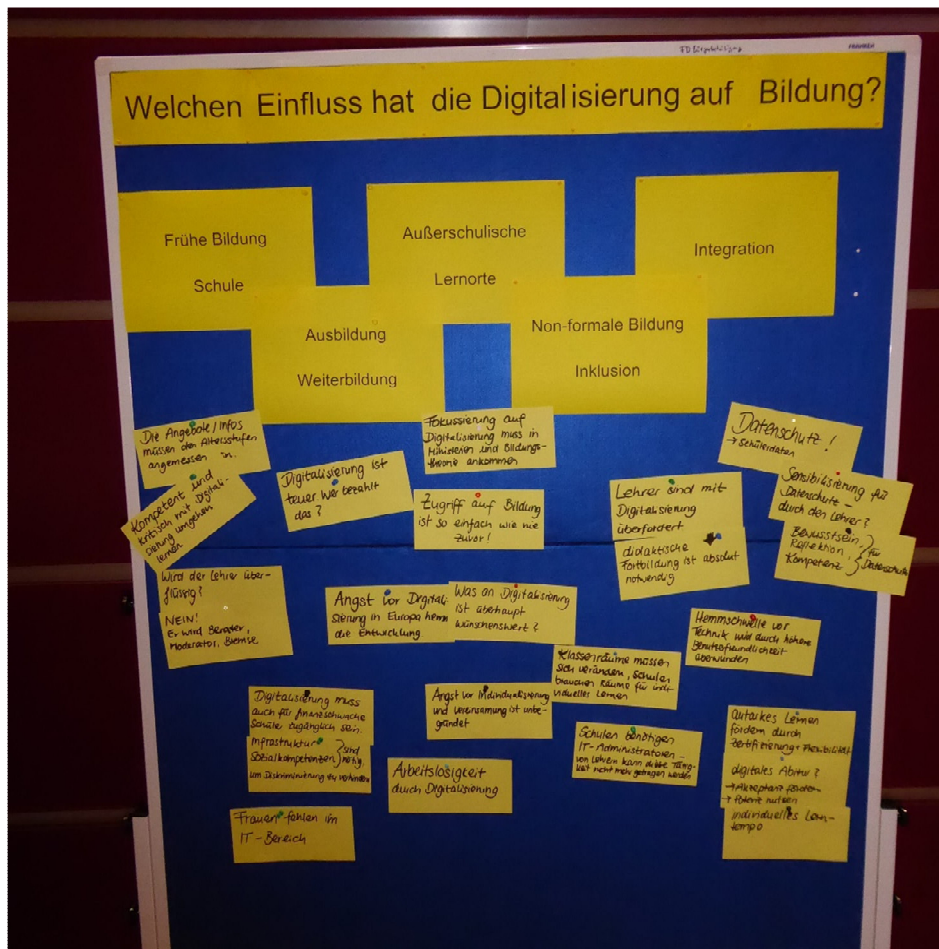 Welchen Einfluss hat die Digitalisierung auf Bildung?
Frühe Bildung
Schule
Außerschulische
Lernorte
Integration
Ausbildung
Weiterbildung
Non-formale Bildung
Inklusion
Die Angebote/Infos
müssen den Altersstufen
angemessen
Kompetent und
kritisch mit Digitali-
sierung umgehen
lernen
Digitalisierung ist
teuer wer bezahlt
das?
Fokussierung auf
Digitalisierung muss in
Ministerien und Bildungs-
theorie ankommen
Zugriff auf Bildung
ist so einfach wie nie
zuvor!
Lehrer sind mit
Digitalisierung
überfordert
didaktische
Fortbildung ist absolut
notwendig
Datenschutz!
→ Schülerdaten
Sensibilisierung für
Datenschutz -
durch den Lehrer?
Bewusstsein,
Reflektion,
Kompetenz
für
Datenschutz
Wird der Lehrer über-
flüssig?
NEIN!
Er wird Berater,
Moderator,
Angst vor Digitali-
sierung in Europa hemmt
die Entwicklung
Was an Digitalisierung
ist überhaupt
wünschenswert?
Hemmschwelle vor
Technik wird durch höhere
Benutzerfreundlichkeit
überwunden
Klassenräume müssen
sich verändern, Schulen
brauchen Räume für indi-
viduelles Lernen
Digitalisierung muss
auch für finanzschwache
Schüler zugänglich sein.
Infrastruktur
Sozialkompetenzen
sind
nötig,
um Diskriminierung zu verhindern
Angst vor Individualisierung
und Vereinsamung ist unbe-
gründet
Schulen benötigen
IT-Administratoren -
von Lehrern kann diese Tätig-
keit nicht mehr getragen werden
Autarkes Lernen
fördern durch
Zertifizierung + Flexibilität
digitales Abitur?
→ Akzeptanz fördern
→ nutzen
individuelles Lern-
tempo
Arbeitslosigkeit
durch Digitalisierung
Frauen fehlen im
IT-Bereich